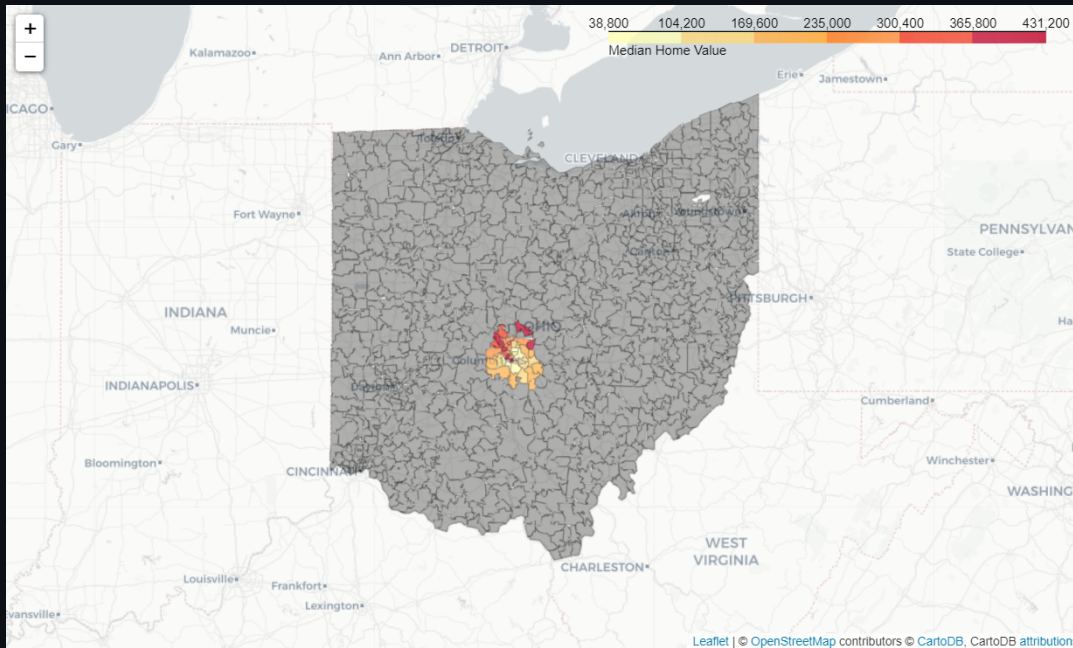 +
−
38,800 104,200 169,600 235,000 300,400 365,800 431,200
Median Home Value
Kalamazoo
Ann Arbor
DETROIT
Erie
Jamestown
ICAGO
Gary
Toledo
CLEVELAND
Fort Wayne
Akron
Youngstown
Canton
PENNSYLVAN
State College
INDIANA
Muncie
PITTSBURGH
OHIO
Ha
INDIANAPOLIS
Dayton
Cumberland
Bloomington
CINCINNATI
Winchester
WASHING
WEST
VIRGINIA
CHARLESTON
Louisville
Frankfort
Lexington
Evansville
Leaflet | © OpenStreetMap contributors © CartoDB, CartoDB attribution